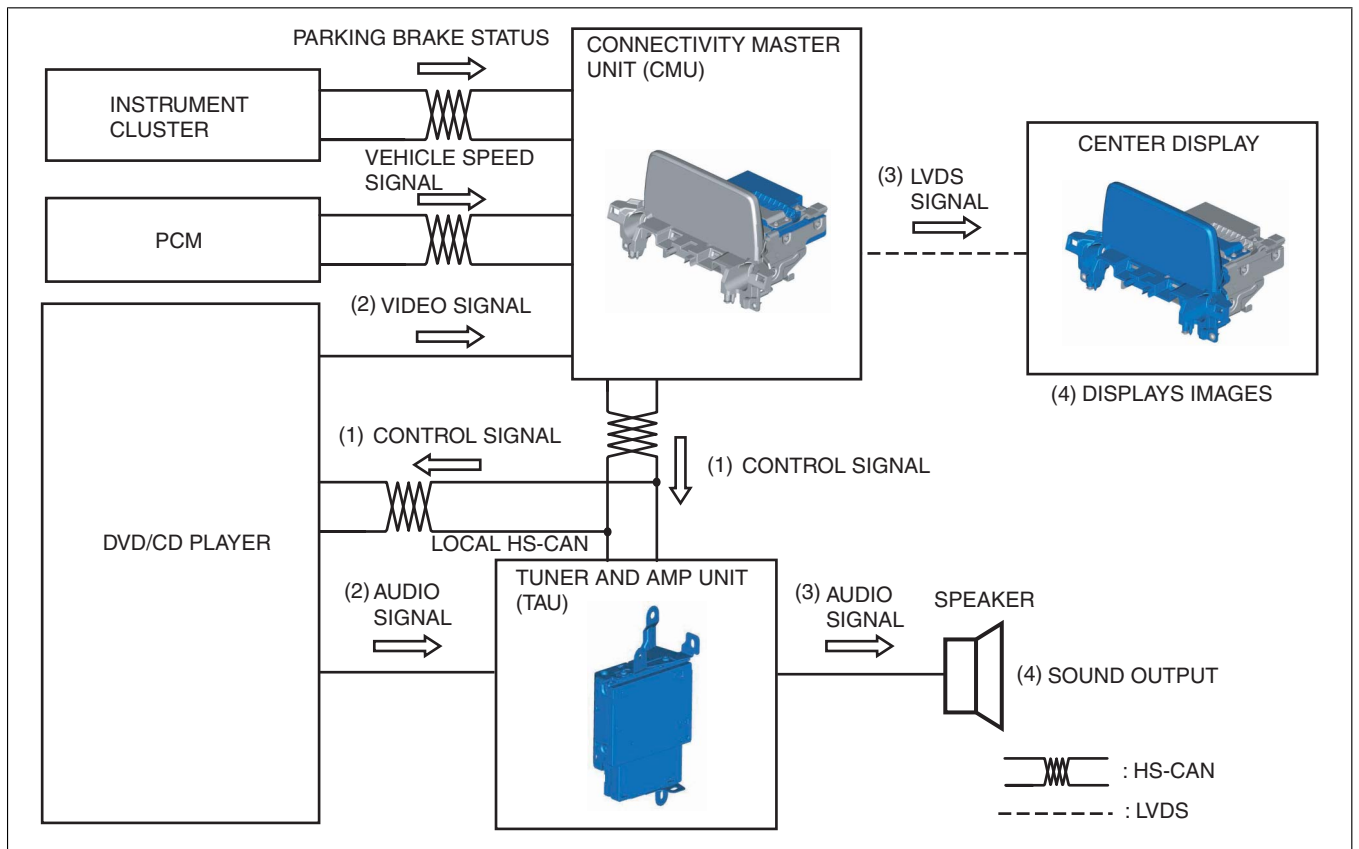 PARKING BRAKE STATUS
INSTRUMENT
CLUSTER
CONNECTIVITY MASTER
UNIT (CMU)
VEHICLE SPEED
SIGNAL
PCM
(3) LVDS
SIGNAL
CENTER DISPLAY
(4) DISPLAYS IMAGES
(2) VIDEO SIGNAL
(1) CONTROL SIGNAL
(1) CONTROL SIGNAL
DVD/CD PLAYER
LOCAL HS-CAN
(2) AUDIO
SIGNAL
TUNER AND AMP UNIT
(TAU)
(3) AUDIO
SIGNAL
SPEAKER
(4) SOUND OUTPUT
: HS-CAN
: LVDS